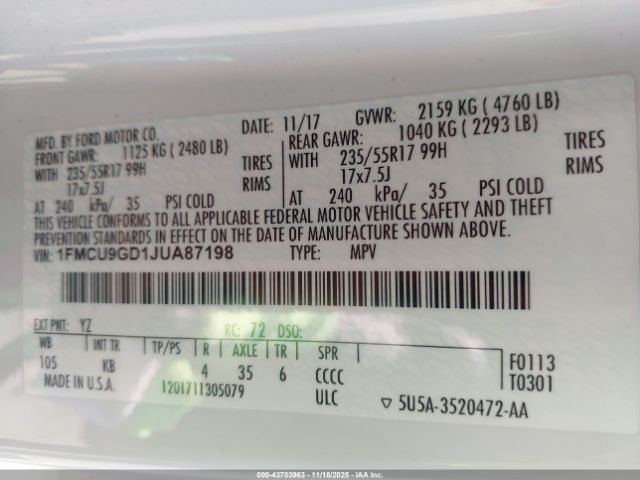 MFD. BY FORD MOTOR CO. DATE: 11/17 GVWR: 2159 KG ( 4760 LB)
FRONT GAWR: 1125 KG ( 2480 LB) REAR GAWR: 1040 KG ( 2293 LB)
WITH 235/55R17 99H TIRES WITH 235/55R17 99H TIRES
17x7.5J RIMS 17x7.5J RIMS
AT 240 kPa/ 35 PSI COLD AT 240 kPa/ 35 PSI COLD
THIS VEHICLE CONFORMS TO ALL APPLICABLE FEDERAL MOTOR VEHICLE SAFETY AND THEFT
PREVENTION STANDARDS IN EFFECT ON THE DATE OF MANUFACTURE SHOWN ABOVE.
VIN: 1FMCU9GD1JUA87198 TYPE: MPV
EXT PNT: YZ RC: 72 DSO:
WB INT TR TP/PS R AXLE TR SPR
105 KB 4 35 6 CCCC F0113
MADE IN U.S.A. 1201711305079 ULC T0301
5U5A-3520472-AA
000-43703963 - 11/18/2025 - IAA Inc.